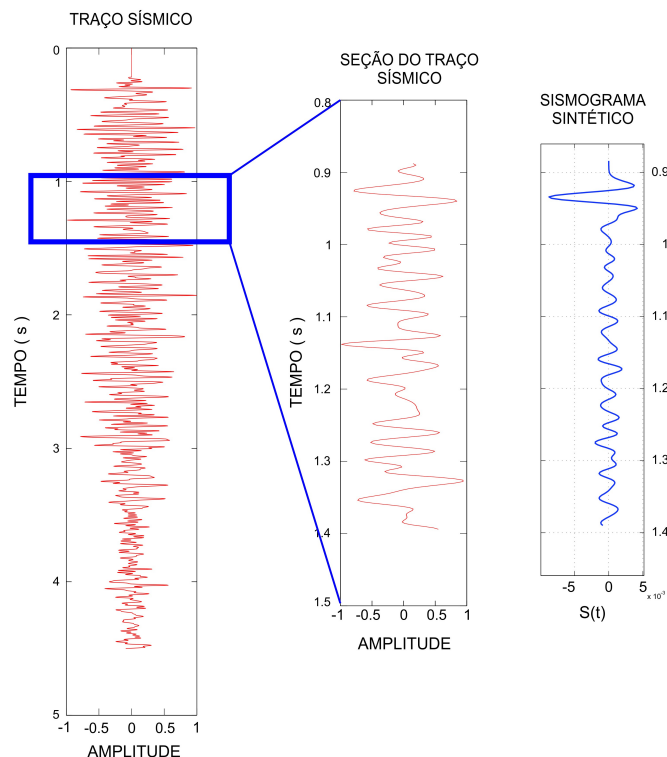 TRAÇO SÍSMICO
0
1
2
3
4
5
TEMPO ( s )
-1 -0.5 0 0.5 1
AMPLITUDE
SEÇÃO DO TRAÇO
SÍSMICO
0.8
0.9
1
1.1
1.2
1.3
1.4
1.5
TEMPO ( s )
-1 -0.5 0 0.5 1
AMPLITUDE
SISMOGRAMA
SINTÉTICO
0.9
1
1.1
1.2
1.3
1.4
-5 0 5
x 10⁻³
S(t)